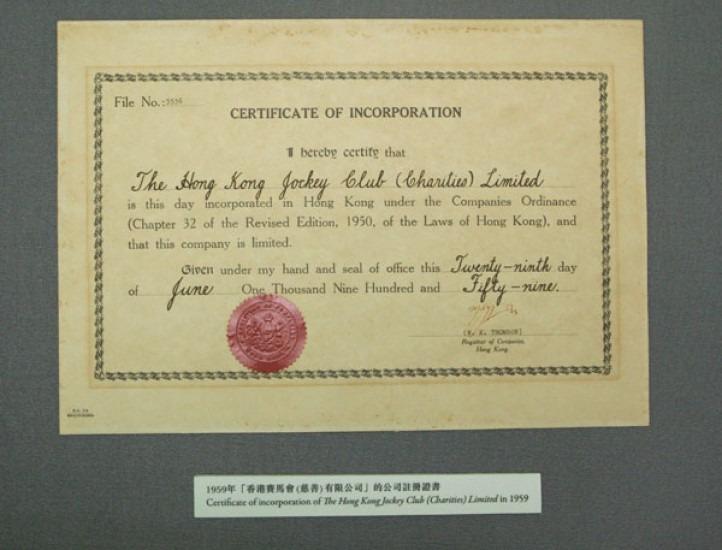 File No.:
CERTIFICATE OF INCORPORATION
I hereby certify that
The Hong Kong Jockey Club (Charities) Limited
is this day incorporated in Hong Kong under the Companies Ordinance
(Chapter 32 of the Revised Edition, 1950, of the Laws of Hong Kong), and
that this company is limited.
Given under my hand and seal of office this Twenty-ninth day
of June One Thousand Nine Hundred and Fifty-nine.
THOMSON)
Registrar of Companies,
Hong Kong.
1959年「香港賽馬會(慈善)有限公司」的公司註冊證書
Certificate of incorporation of The Hong Kong Jockey Club (Charities) Limited in 1959